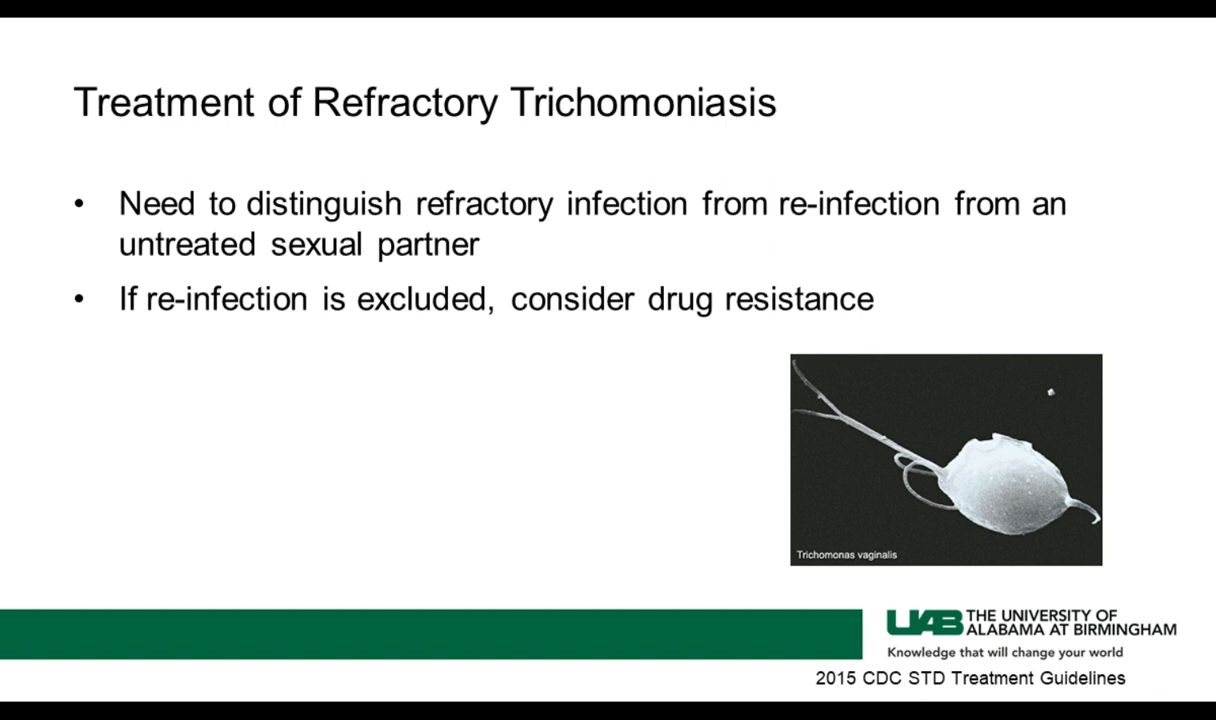 Treatment of Refractory Trichomoniasis
• Need to distinguish refractory infection from re-infection from an
untreated sexual partner
• If re-infection is excluded, consider drug resistance
Trichomonas vaginalis
UAB THE UNIVERSITY OF
ALABAMA AT BIRMINGHAM
Knowledge that will change your world
2015 CDC STD Treatment Guidelines